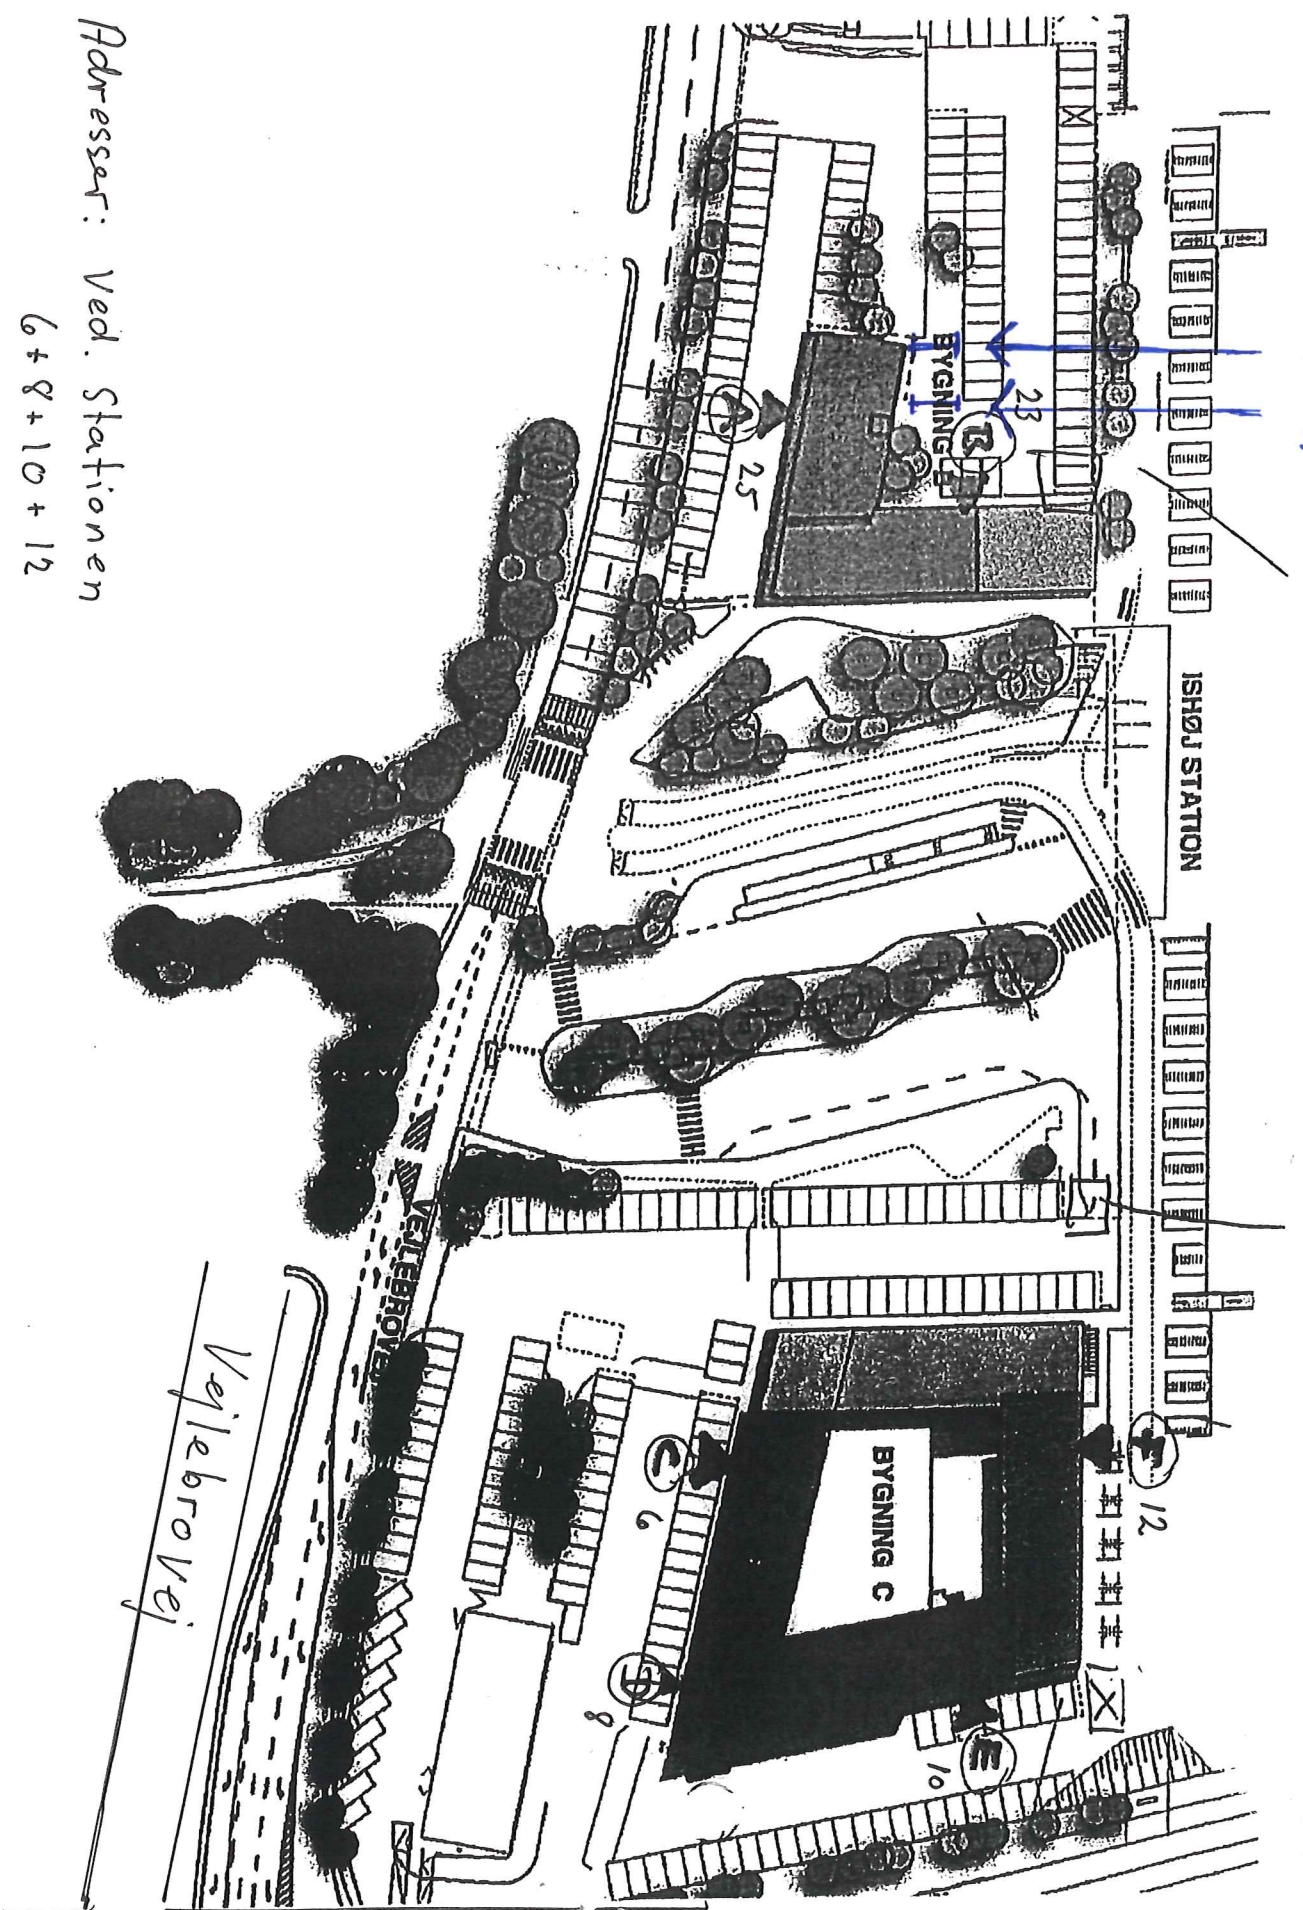 ISHØJ STATION
BYGNING
23
B
A
25
VEJLEBROVEJ
BYGNING C
C
6
D
8
E
10
F
12
Vejlebrovej
Adresser: Ved. Stationen
6 + 8 + 10 + 12